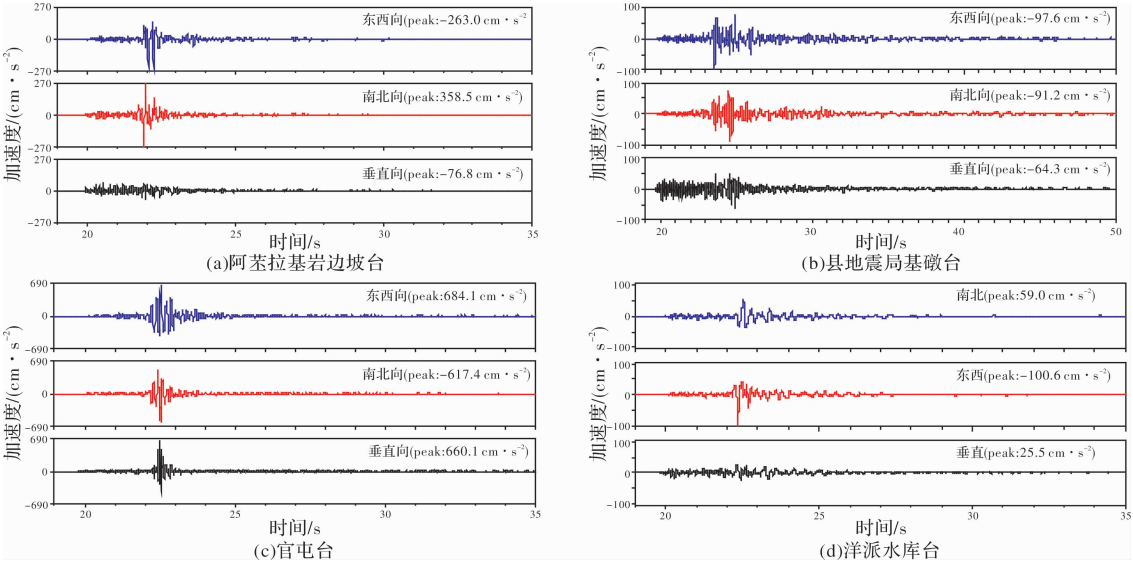 加速度/(cm·s⁻²)
270
0
-270
东西向(peak:-263.0 cm·s⁻²
270
0
-270
南北向(peak:358.5 cm·s⁻²)
270
0
-270
垂直向(peak:-76.8 cm·s⁻²)
20 25 30 35
时间/s
(a)阿苤拉基岩边坡台
加速度/(cm·s⁻²)
100
0
-100
东西向(peak:-97.6 cm·s⁻²)
100
0
-100
南北向(peak:-91.2 cm·s⁻²)
100
0
-100
垂直向(peak:-64.3 cm·s⁻²)
20 30 40 50
时间/s
(b)县地震局基礅台
加速度/(cm·s⁻²)
690
0
-690
东西向(peak:684.1 cm·s⁻²)
690
0
-690
南北向(peak:-617.4 cm·s⁻²)
690
0
-690
垂直向(peak:660.1 cm·s⁻²)
20 25 30 35
时间/s
(c)官屯台
加速度/(cm·s⁻²)
100
0
-100
南北(peak:59.0 cm·s⁻²)
100
0
-100
东西(peak:-100.6 cm·s⁻²)
100
0
-100
垂直(peak:25.5 cm·s⁻²)
20 25 30 35
时间/s
(d)洋派水库台